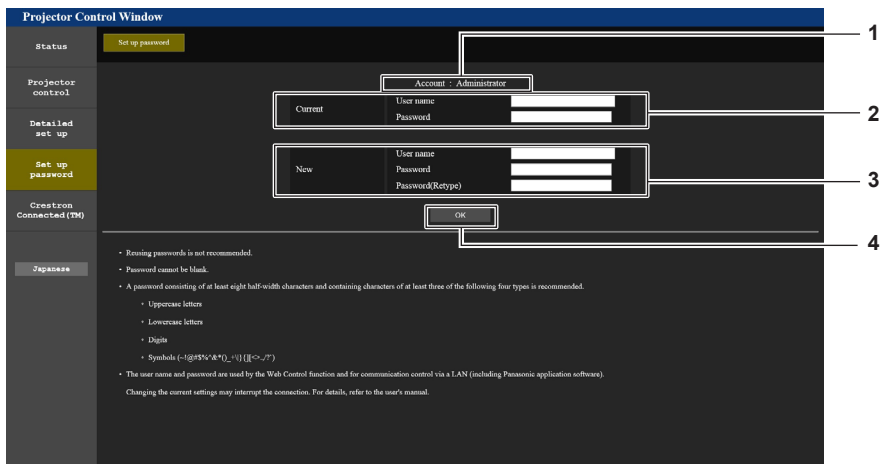 Projector Control Window
Status
Set up password
1
Projector
control
Account : Administrator
Current
User name
Password
2
Detailed
set up
Set up
password
New
User name
Password
Password(Retype)
3
Crestron
Connected(TM)
OK
4
Japanese
• Reusing passwords is not recommended.
• Password cannot be blank.
• A password consisting of at least eight half-width characters and containing characters of at least three of the following four types is recommended.
• Uppercase letters
• Lowercase letters
• Digits
• Symbols (~!@#$%^&*()_+\|}{][<>./?`)
• The user name and password are used by the Web Control function and for communication control via a LAN (including Panasonic application software).
Changing the current settings may interrupt the connection. For details, refer to the user's manual.